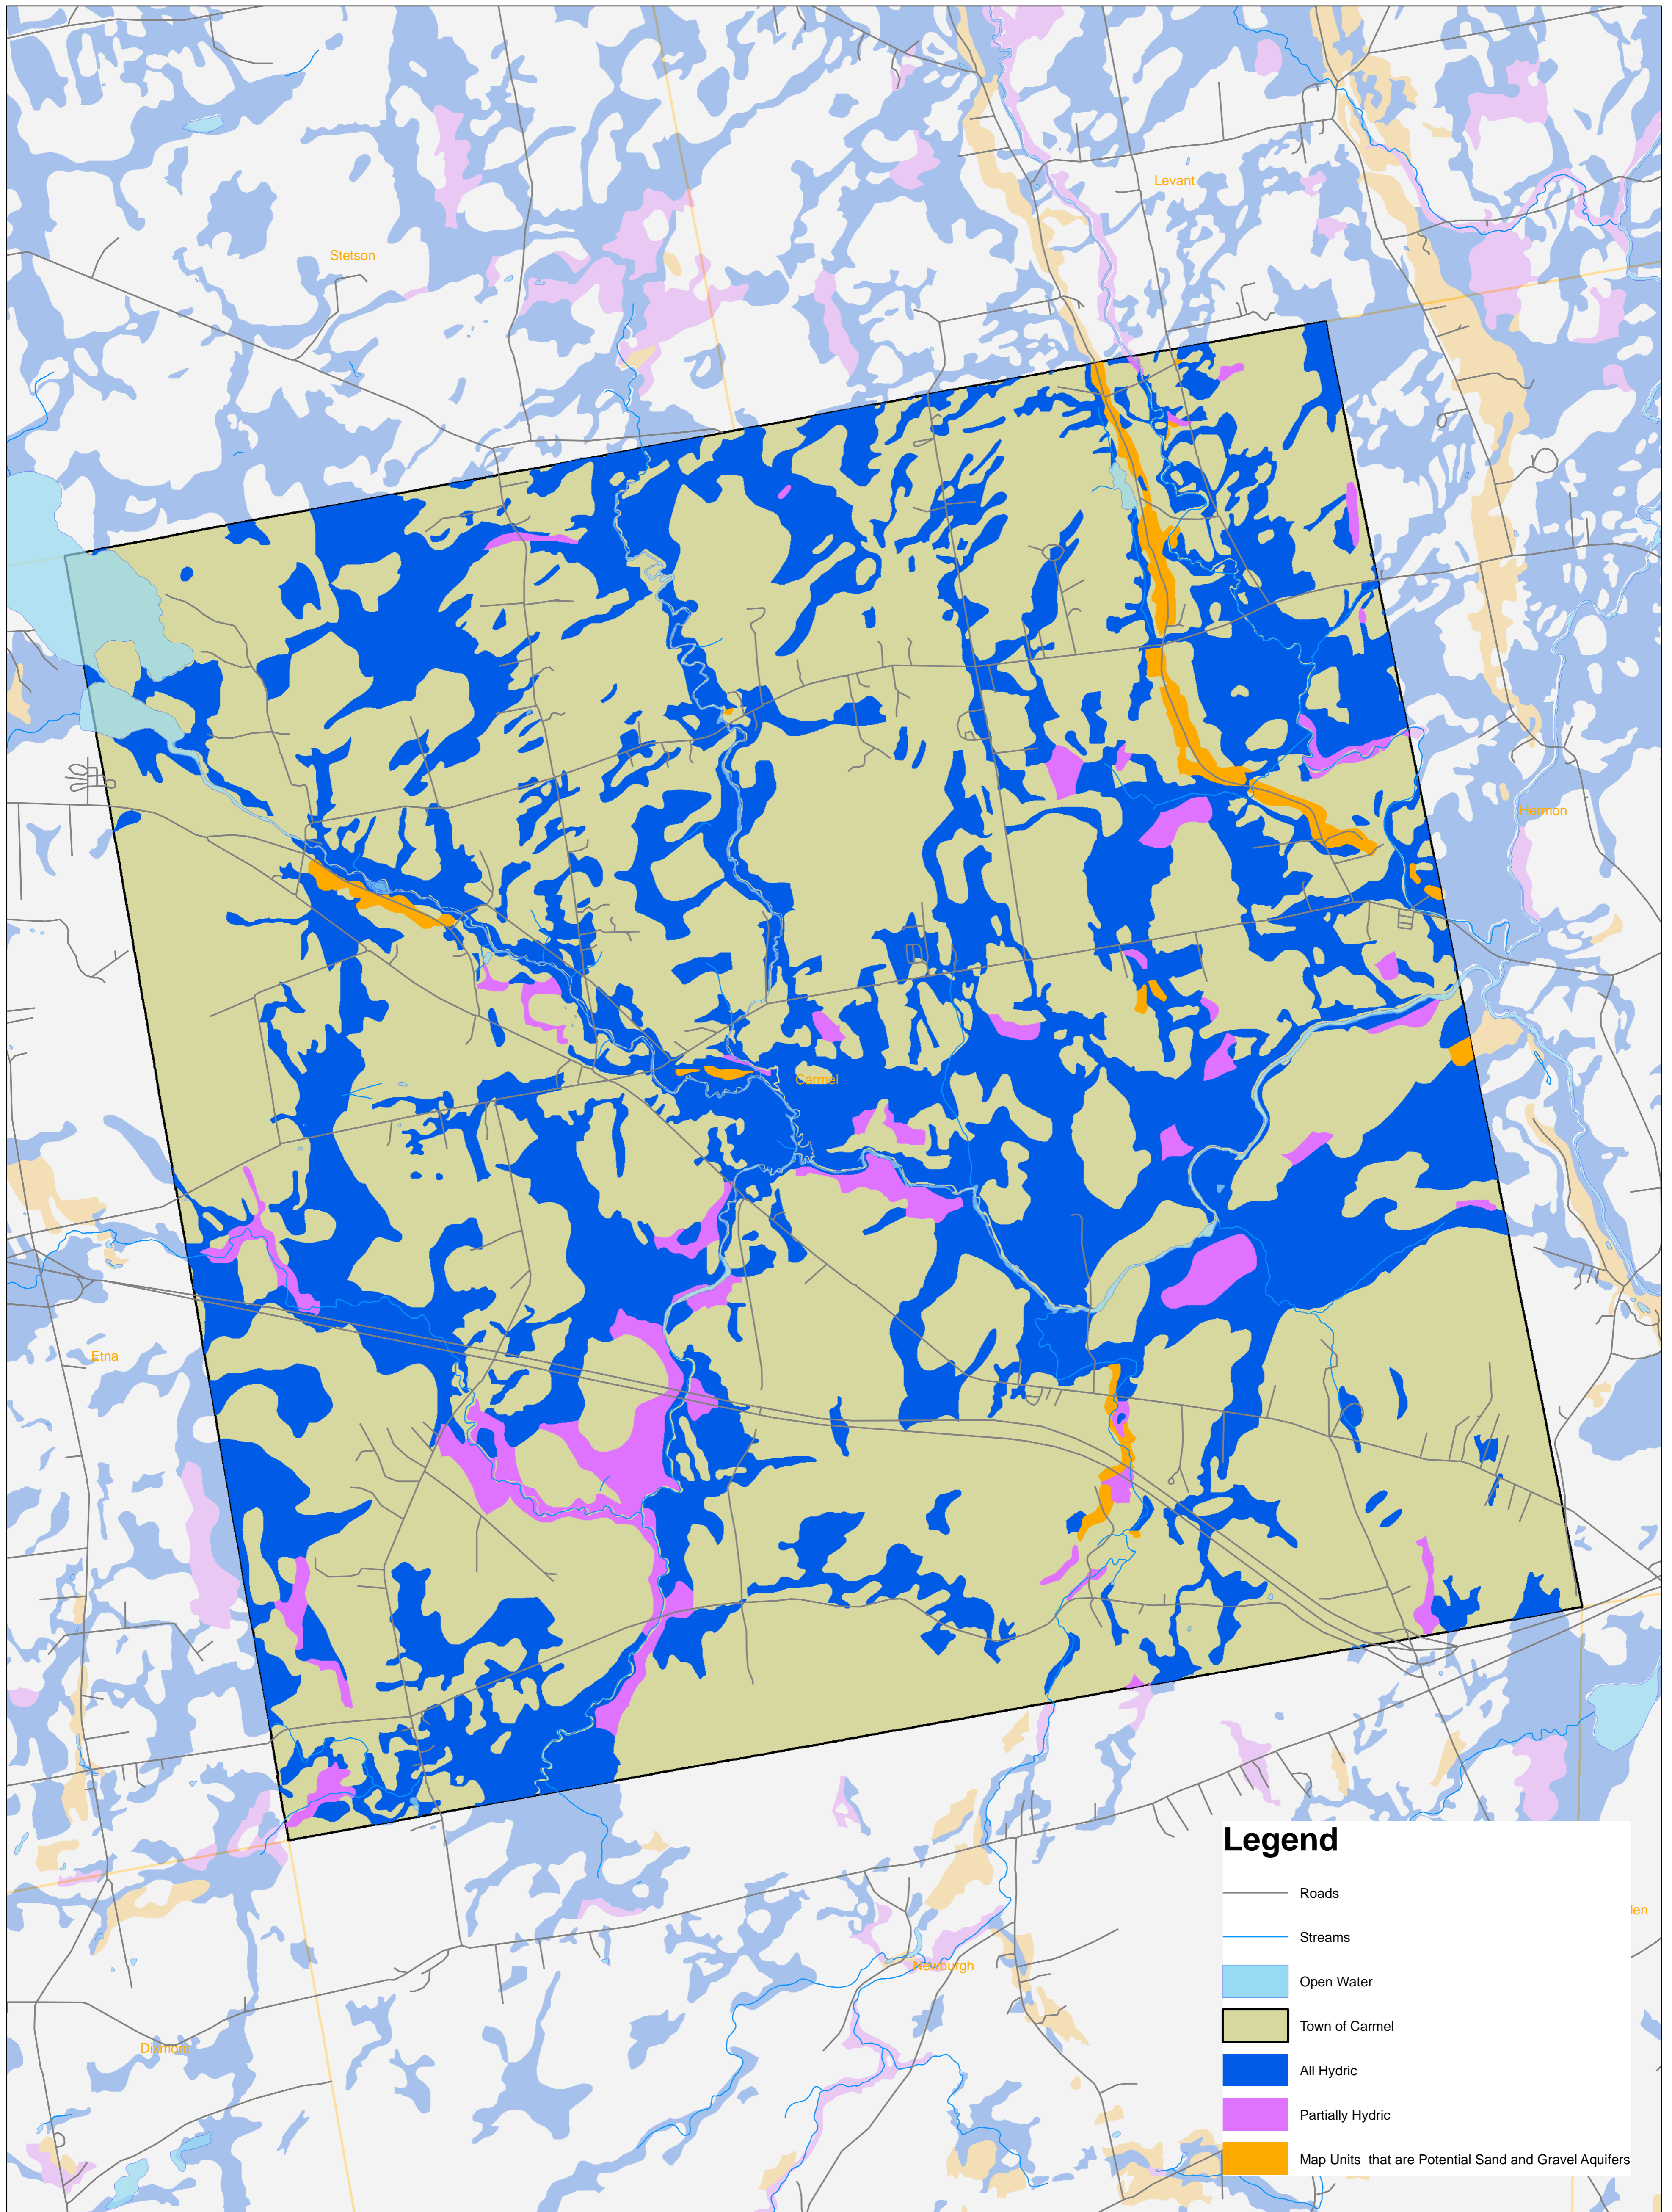 Levant
Stetson
Hermon
Carmel
Etna
Legend
Roads
len
Streams
Newburgh
Open Water
Town of Carmel
Dixmont
All Hydric
Partially Hydric
Map Units that are Potential Sand and Gravel Aquifers